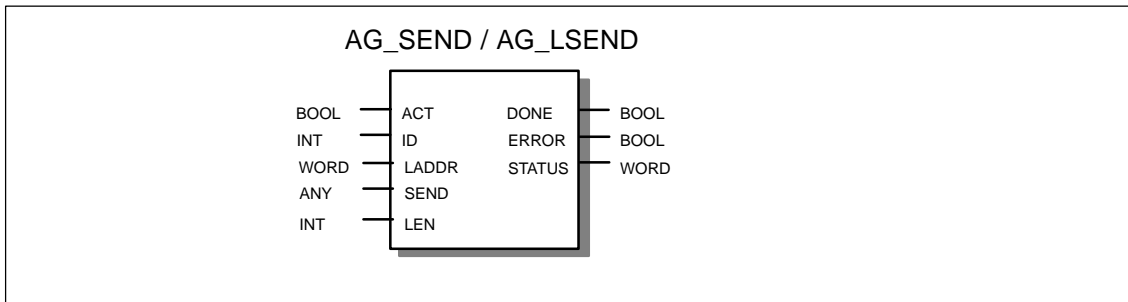 AG_SEND / AG_LSEND
BOOL ACT DONE BOOL
INT ID ERROR BOOL
WORD LADDR STATUS WORD
ANY SEND
INT LEN